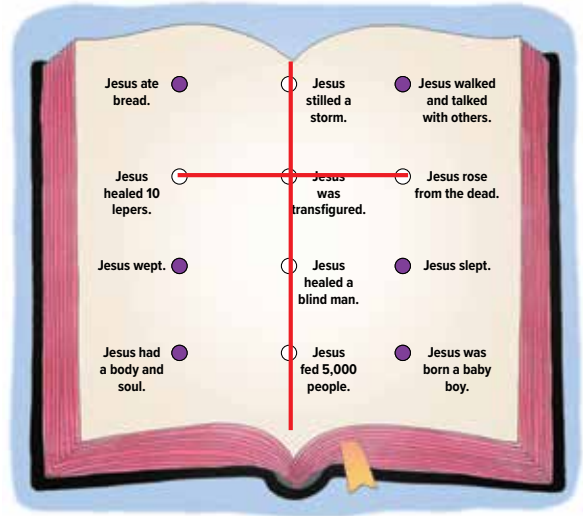 Jesus ate
bread.
Jesus
stilled a
storm.
Jesus walked
and talked
with others.
Jesus
healed 10
lepers.
Jesus
was
transfigured.
Jesus rose
from the dead.
Jesus wept.
Jesus
healed a
blind man.
Jesus slept.
Jesus had
a body and
soul.
Jesus
fed 5,000
people.
Jesus was
born a baby
boy.